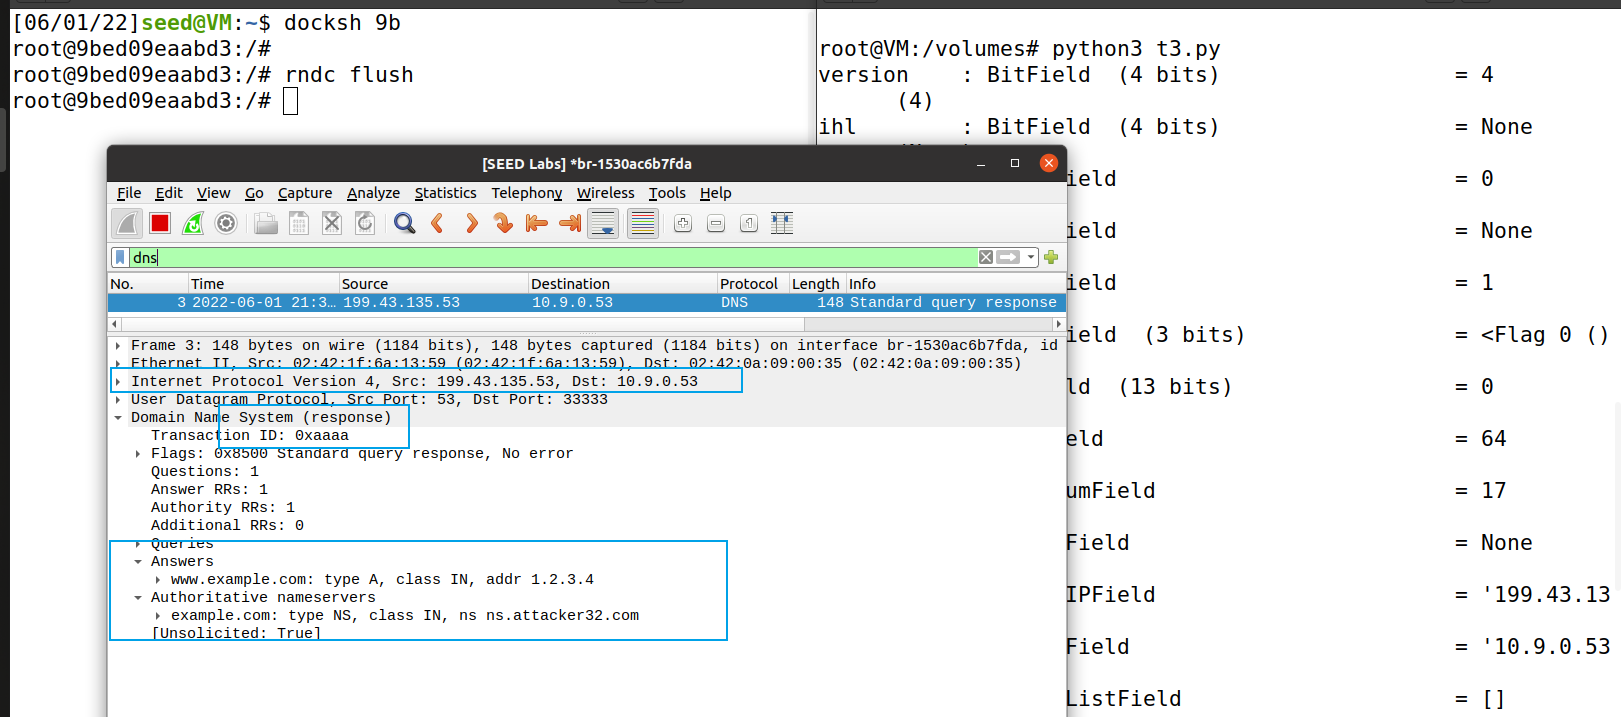 [06/01/22]seed@VM:~$ docksh 9b
root@9bed09eaabd3:/#
root@9bed09eaabd3:/# rndc flush
root@9bed09eaabd3:/#
root@VM:/volumes# python3 t3.py
version    : BitField  (4 bits)                  = 4
(4)
ihl        : BitField  (4 bits)                  = None
ield                          = 0
ield                          = None
ield                          = 1
ield  (3 bits)                = <Flag 0 ()
ld  (13 bits)                 = 0
eld                           = 64
umField                       = 17
Field                         = None
IPField                       = '199.43.13
Field                         = '10.9.0.53
ListField                     = []
[SEED Labs] *br-1530ac6b7fda
File Edit View Go Capture Analyze Statistics Telephony Wireless Tools Help
dns
No. Time Source Destination Protocol Length Info
3 2022-06-01 21:3… 199.43.135.53 10.9.0.53 DNS 148 Standard query response
Frame 3: 148 bytes on wire (1184 bits), 148 bytes captured (1184 bits) on interface br-1530ac6b7fda, id
Ethernet II, Src: 02:42:1f:6a:13:59 (02:42:1f:6a:13:59), Dst: 02:42:0a:09:00:35 (02:42:0a:09:00:35)
Internet Protocol Version 4, Src: 199.43.135.53, Dst: 10.9.0.53
User Datagram Protocol, Src Port: 53, Dst Port: 33333
Domain Name System (response)
Transaction ID: 0xaaaa
Flags: 0x8500 Standard query response, No error
Questions: 1
Answer RRs: 1
Authority RRs: 1
Additional RRs: 0
Queries
Answers
www.example.com: type A, class IN, addr 1.2.3.4
Authoritative nameservers
example.com: type NS, class IN, ns ns.attacker32.com
[Unsolicited: True]